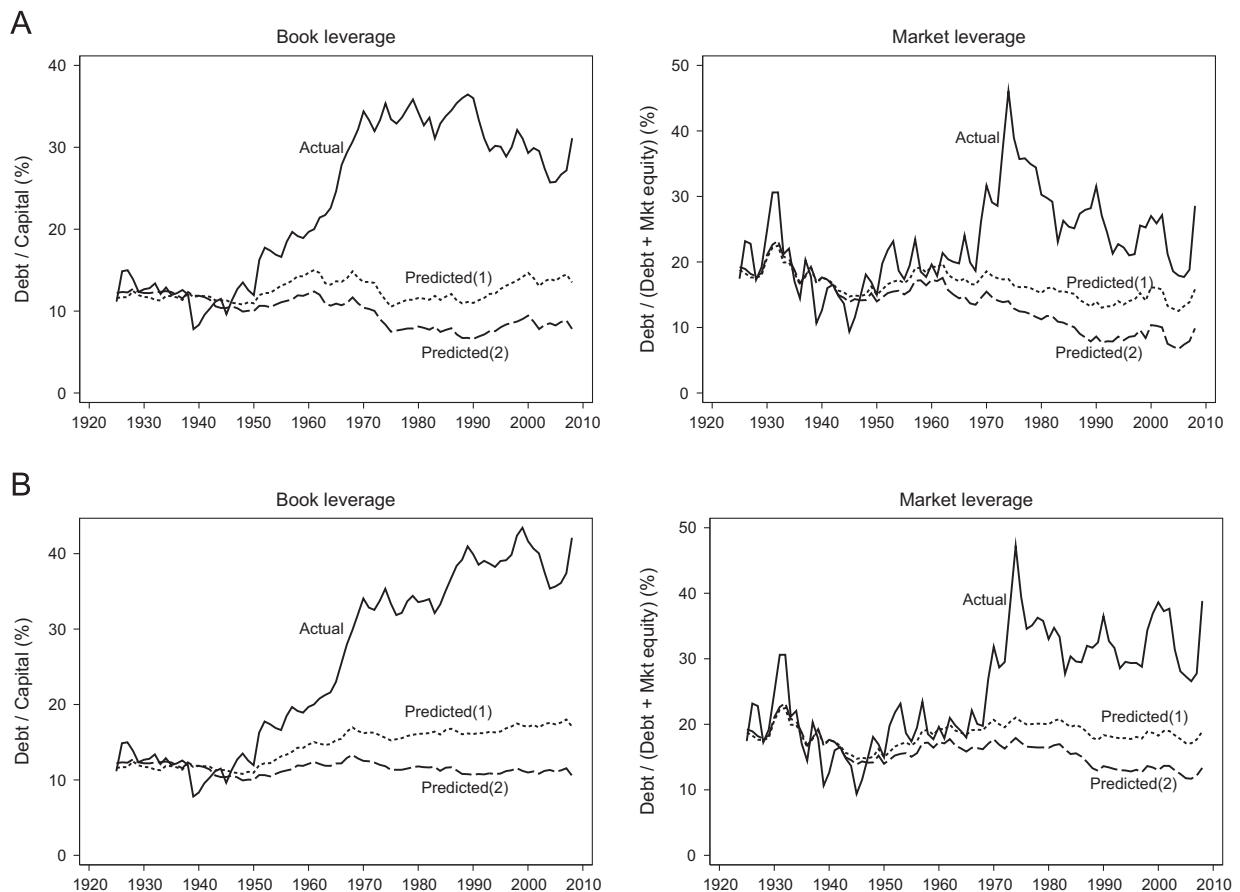 A
Book leverage
Debt / Capital (%)
40
30
20
10
0
Actual
Predicted(1)
Predicted(2)
1920 1930 1940 1950 1960 1970 1980 1990 2000 2010
Market leverage
Debt / (Debt + Mkt equity) (%)
50
40
30
20
10
0
Actual
Predicted(1)
Predicted(2)
1920 1930 1940 1950 1960 1970 1980 1990 2000 2010
B
Book leverage
Debt / Capital (%)
40
30
20
10
0
Actual
Predicted(1)
Predicted(2)
1920 1930 1940 1950 1960 1970 1980 1990 2000 2010
Market leverage
Debt / (Debt + Mkt equity) (%)
50
40
30
20
10
0
Actual
Predicted(1)
Predicted(2)
1920 1930 1940 1950 1960 1970 1980 1990 2000 2010